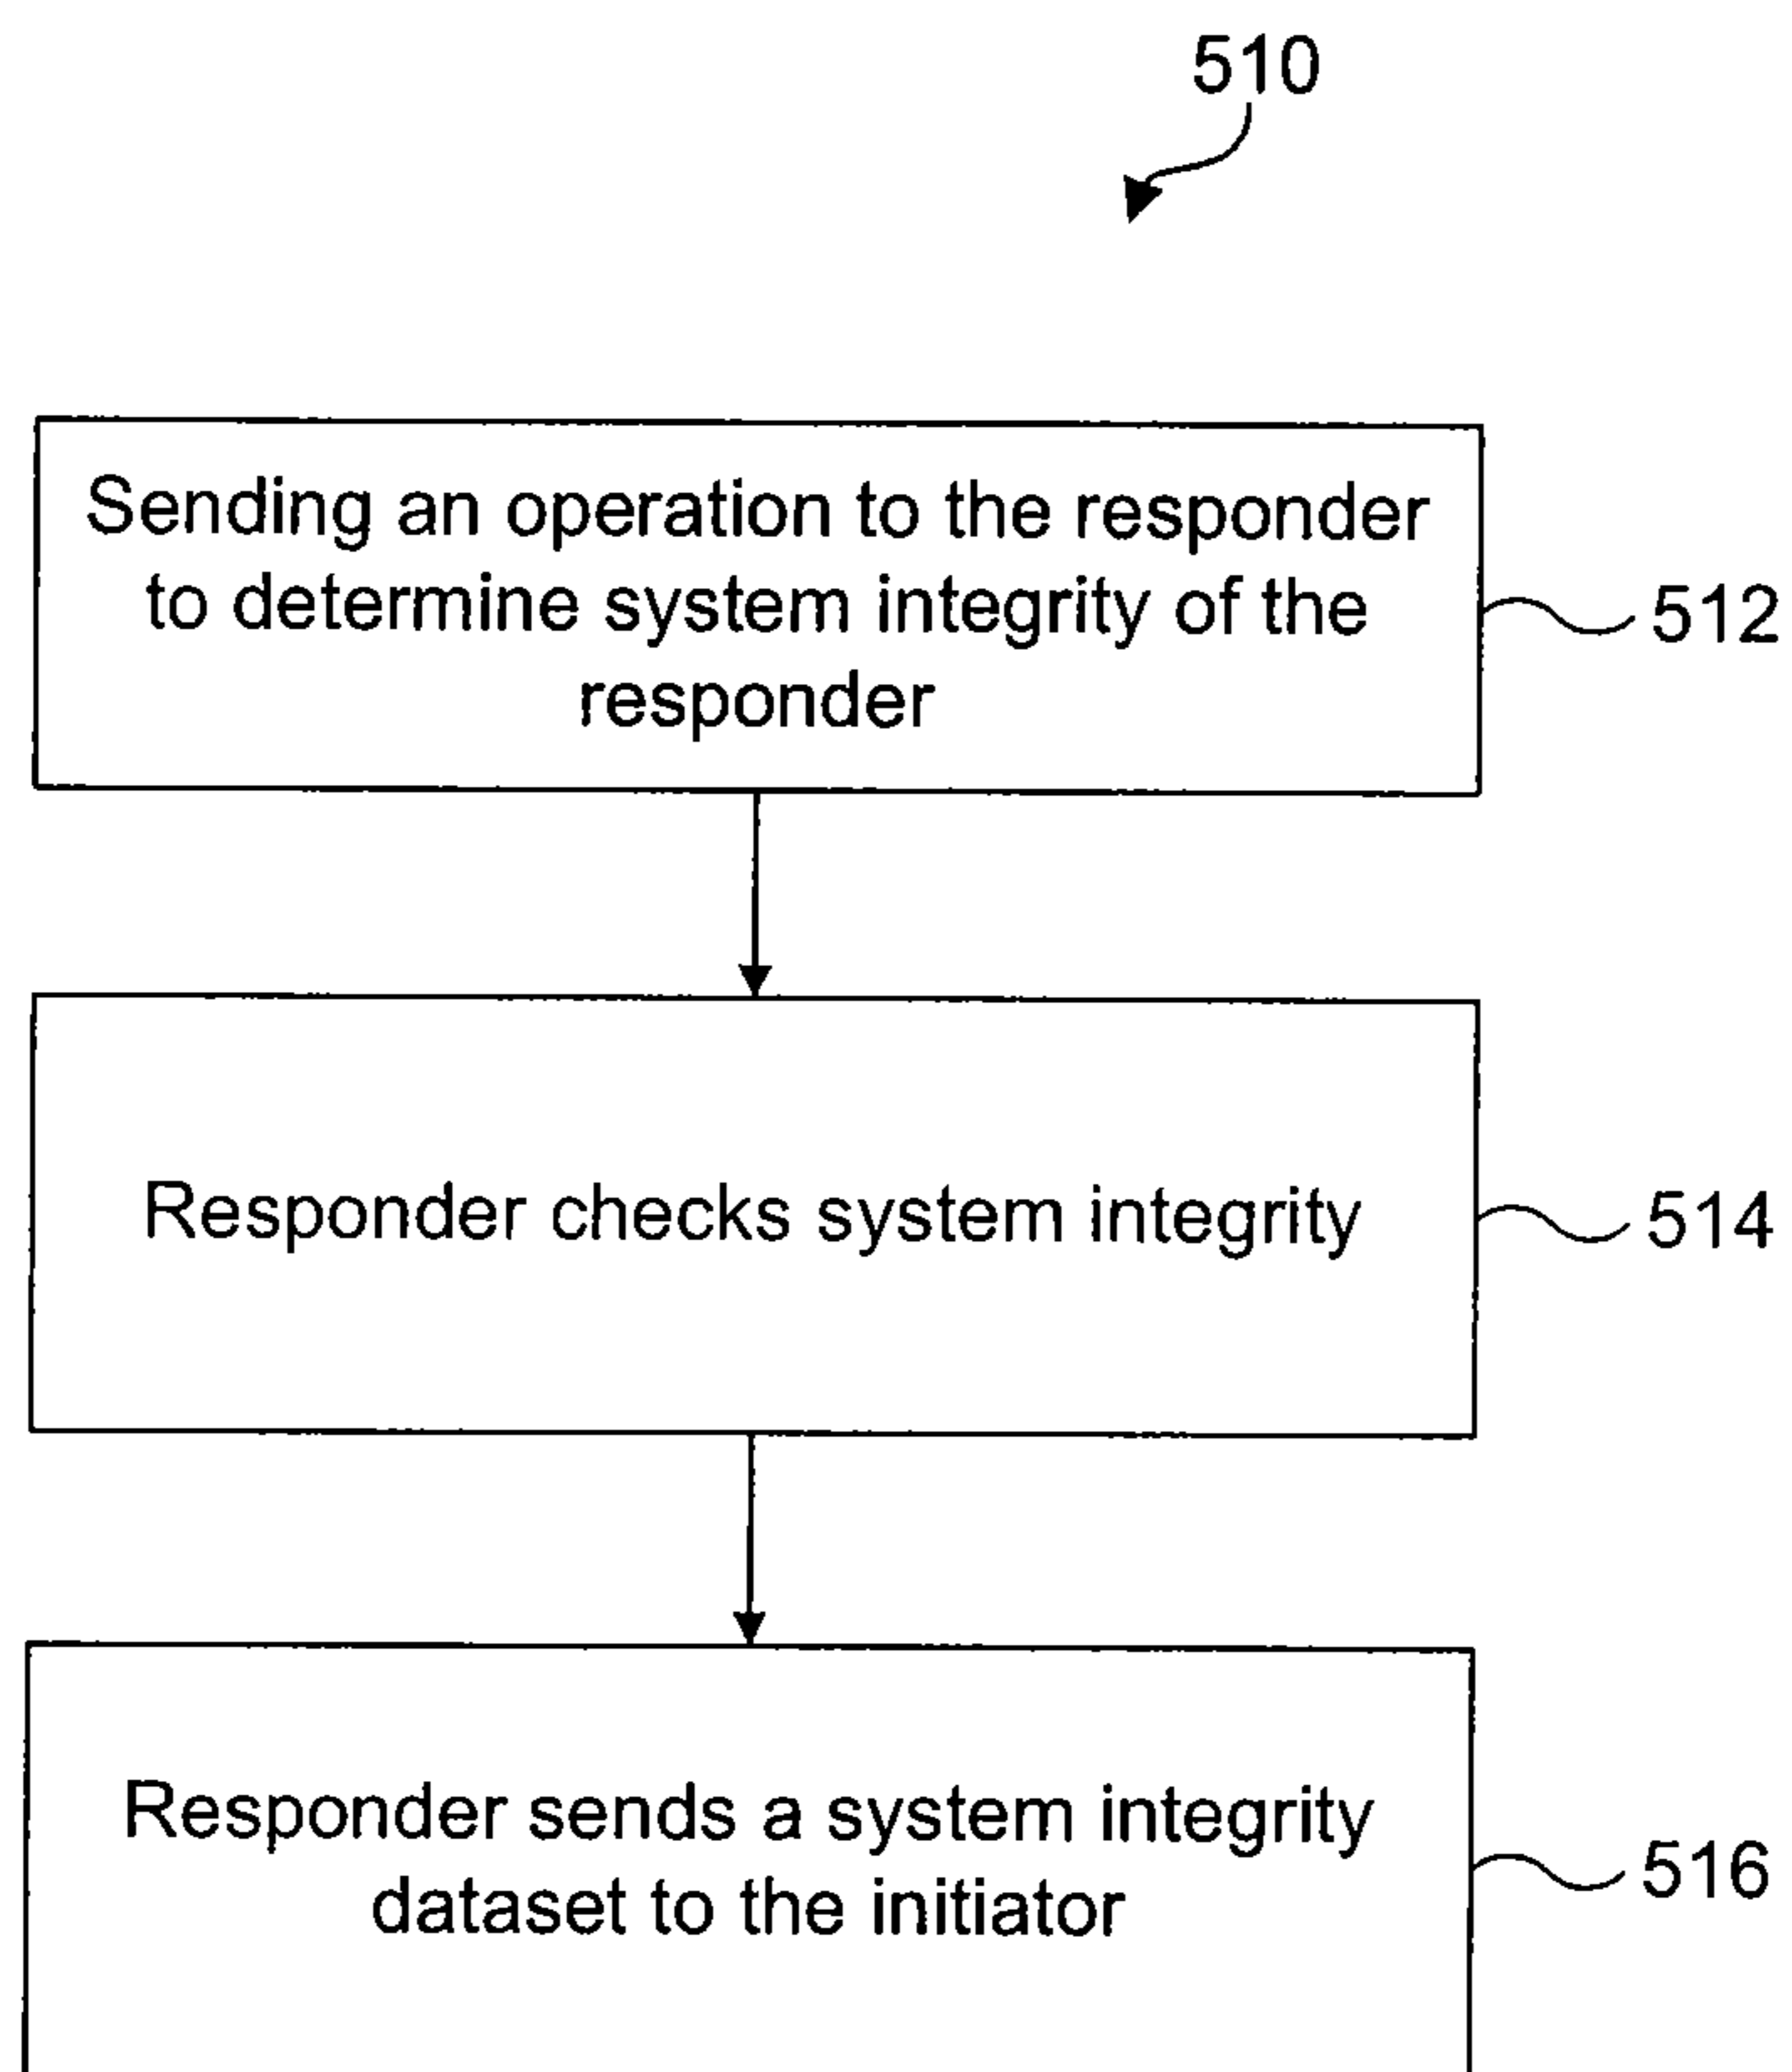 510
Sending an operation to the responder
to determine system integrity of the
responder
512
Responder checks system integrity
514
Responder sends a system integrity
dataset to the initiator
516